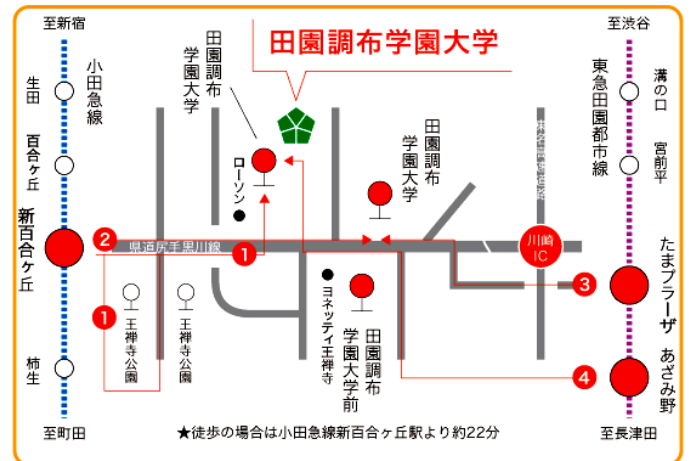 至新宿
至渋谷
田園調布学園大学
小田急線
生田
百合ヶ丘
新百合ヶ丘
柿生
至町田
田園調布
学園大学
ローソン
田園調布
学園大学
東急田園都市線
溝の口
宮前平
たまプラーザ
あざみ野
至長津田
県道尻手黒川線
川崎
IC
2
1
1
3
4
王禅寺公園
王禅寺公園
ヨネッティ王禅寺
田園調布
学園大学前
★徒歩の場合は小田急線新百合ヶ丘駅より約22分